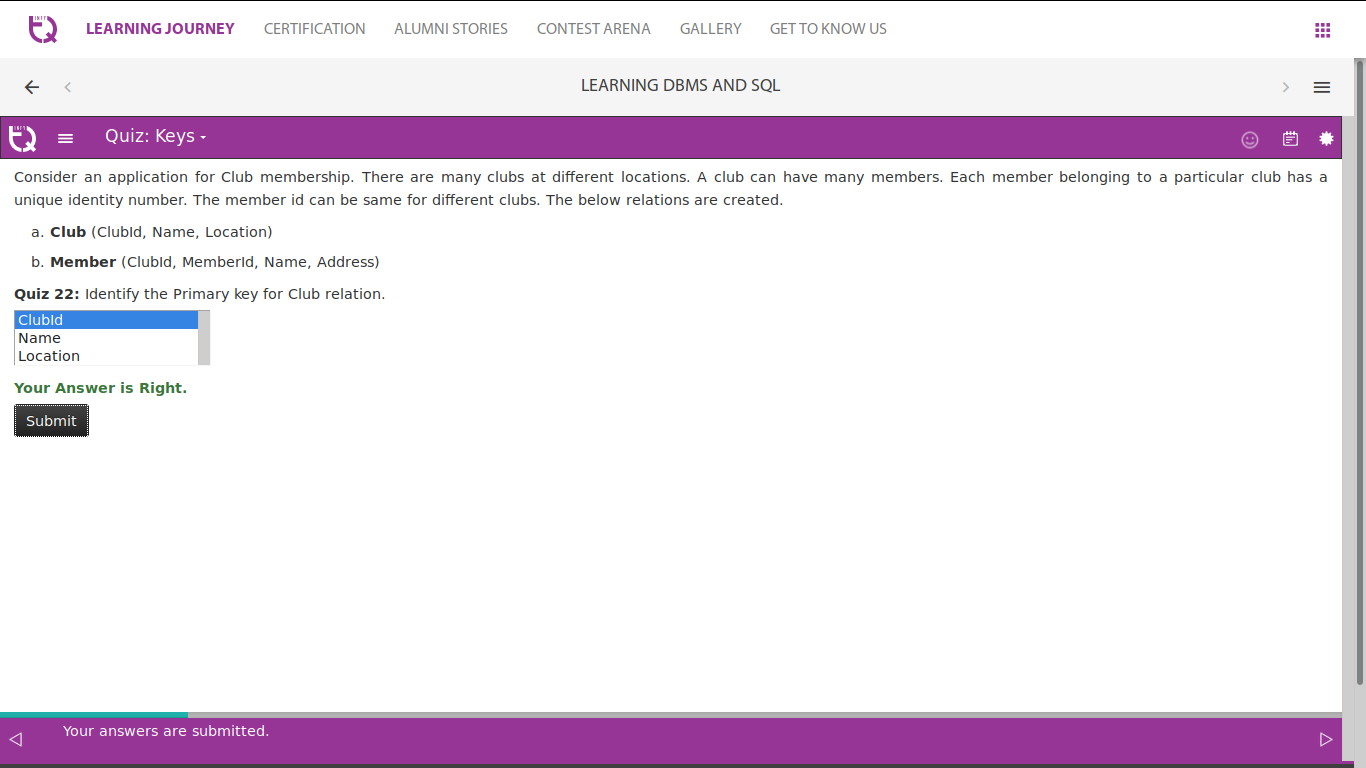 INFY TQ LEARNING JOURNEY CERTIFICATION ALUMNI STORIES CONTEST ARENA GALLERY GET TO KNOW US
LEARNING DBMS AND SQL
INFY TQ Quiz: Keys
Consider an application for Club membership. There are many clubs at different locations. A club can have many members. Each member belonging to a particular club has a
unique identity number. The member id can be same for different clubs. The below relations are created.
a. Club (ClubId, Name, Location)
b. Member (ClubId, MemberId, Name, Address)
Quiz 22: Identify the Primary key for Club relation.
ClubId
Name
Location
Your Answer is Right.
Submit
Your answers are submitted.